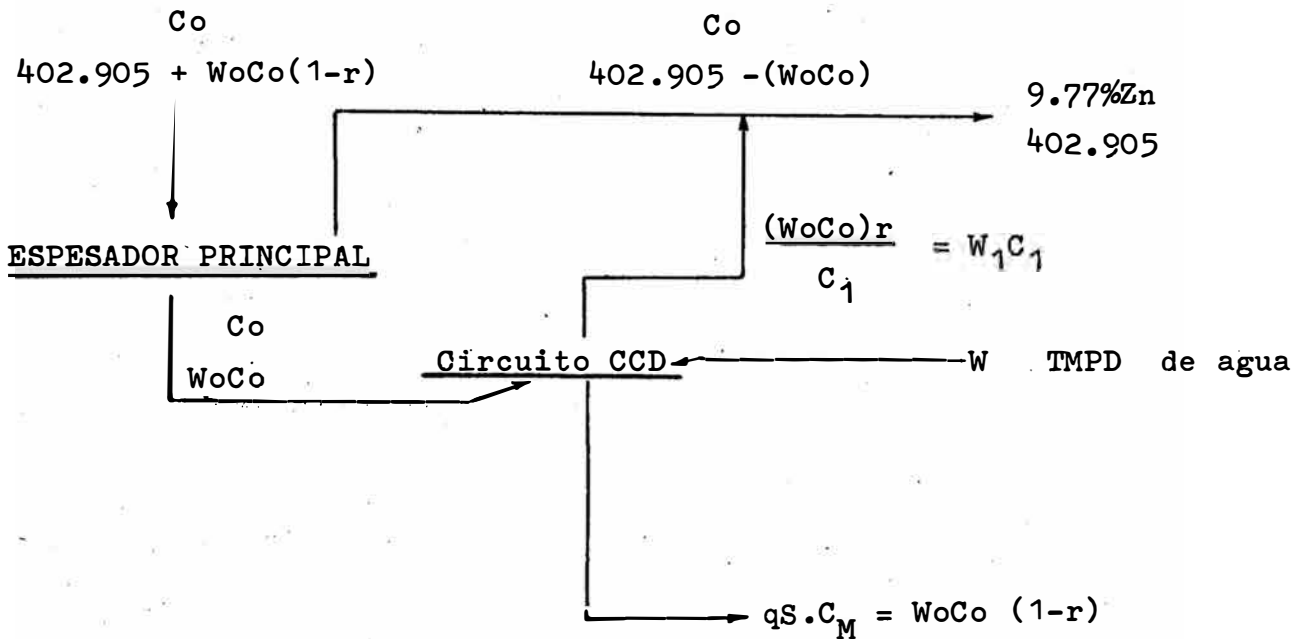 Co
402.905 + WoCo(1-r)
Co
402.905 -(WoCo)
9.77%Zn
402.905
ESPESADOR PRINCIPAL
(WoCo)r
C₁
= W₁C₁
Co
WoCo
Circuito CCD
W TMPD de agua
qS.C_M = WoCo (1-r)